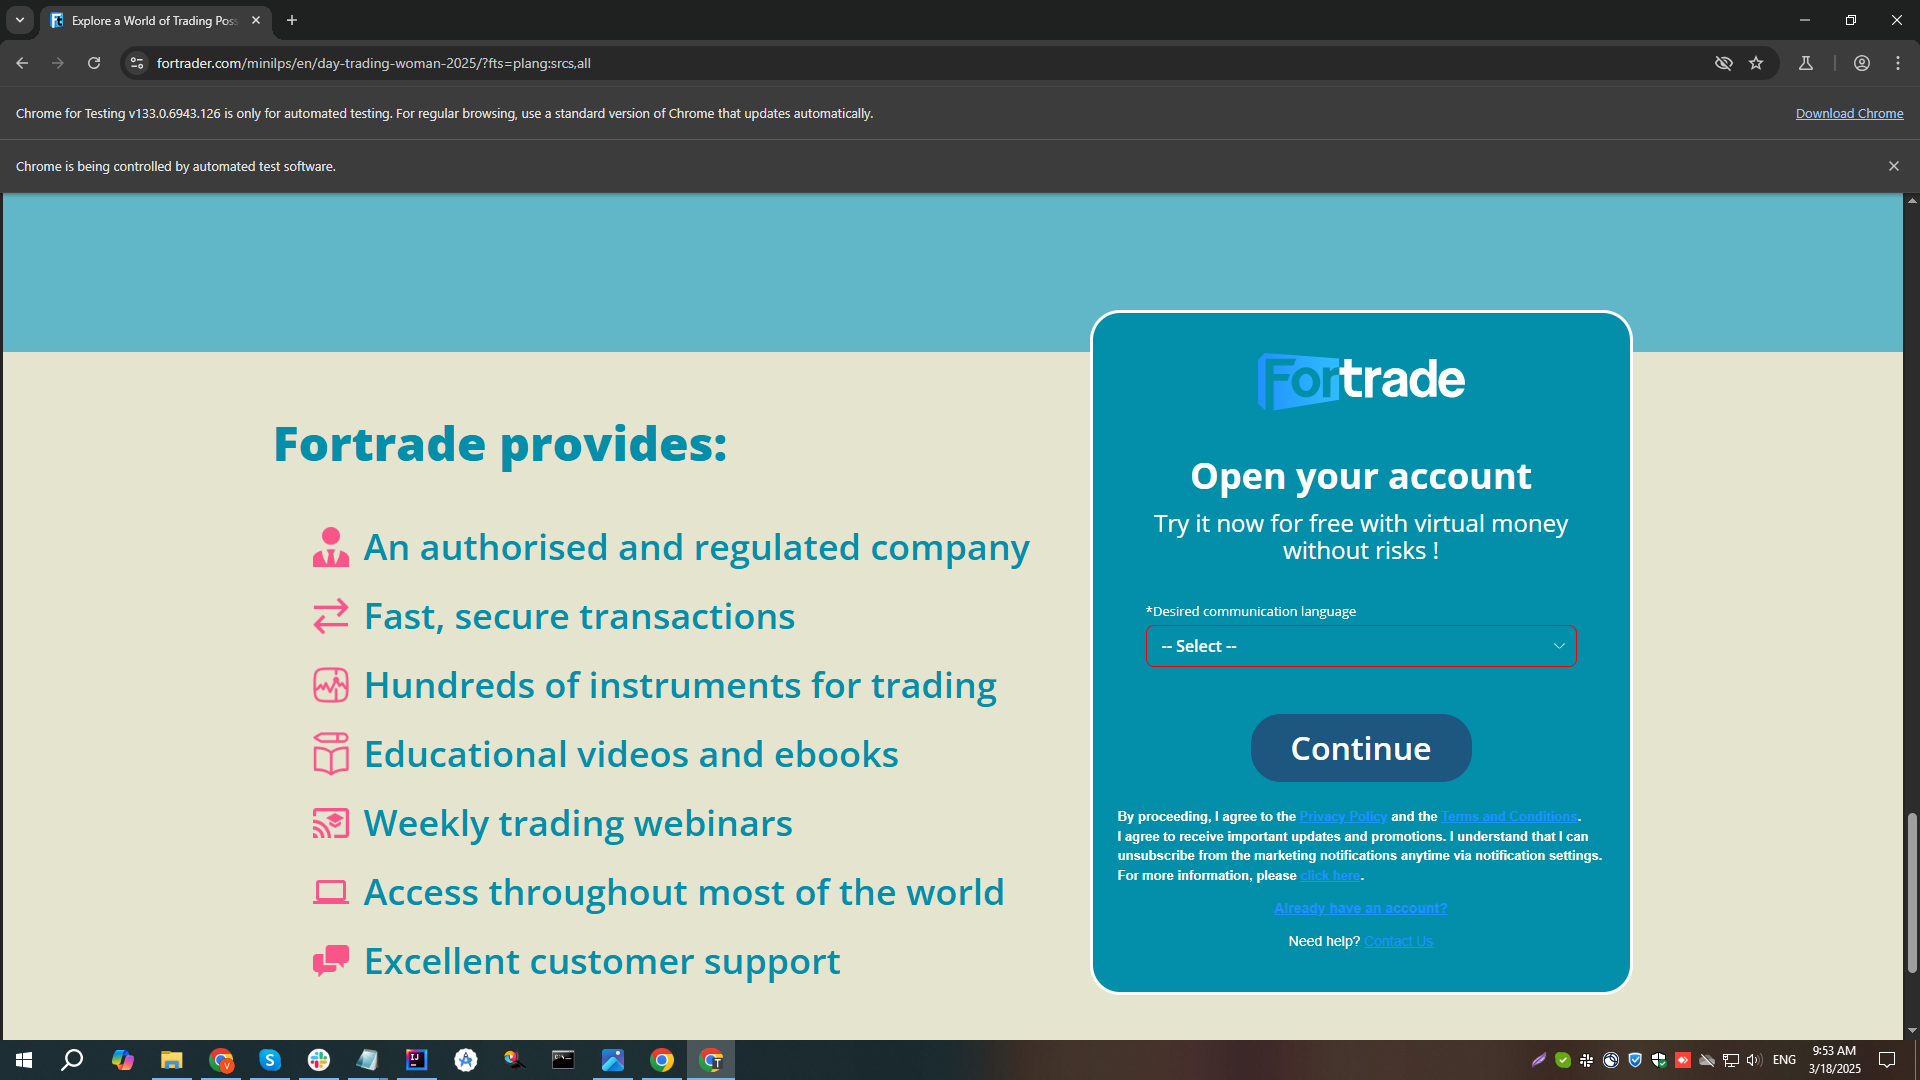 Explore a World of Trading Poss
fortrader.com/minilps/en/day-trading-woman-2025/?fts=plang:srcs,all
Chrome for Testing v133.0.6943.126 is only for automated testing. For regular browsing, use a standard version of Chrome that updates automatically.
Download Chrome
Chrome is being controlled by automated test software.
Fortrade provides:
An authorised and regulated company
Fast, secure transactions
Hundreds of instruments for trading
Educational videos and ebooks
Weekly trading webinars
Access throughout most of the world
Excellent customer support
Fortrade
Open your account
Try it now for free with virtual money
without risks !
*Desired communication language
-- Select --
Continue
By proceeding, I agree to the Privacy Policy and the Terms and Conditions.
I agree to receive important updates and promotions. I understand that I can
unsubscribe from the marketing notifications anytime via notification settings.
For more information, please click here.
Already have an account?
Need help? Contact Us
ENG
9:53 AM
3/18/2025